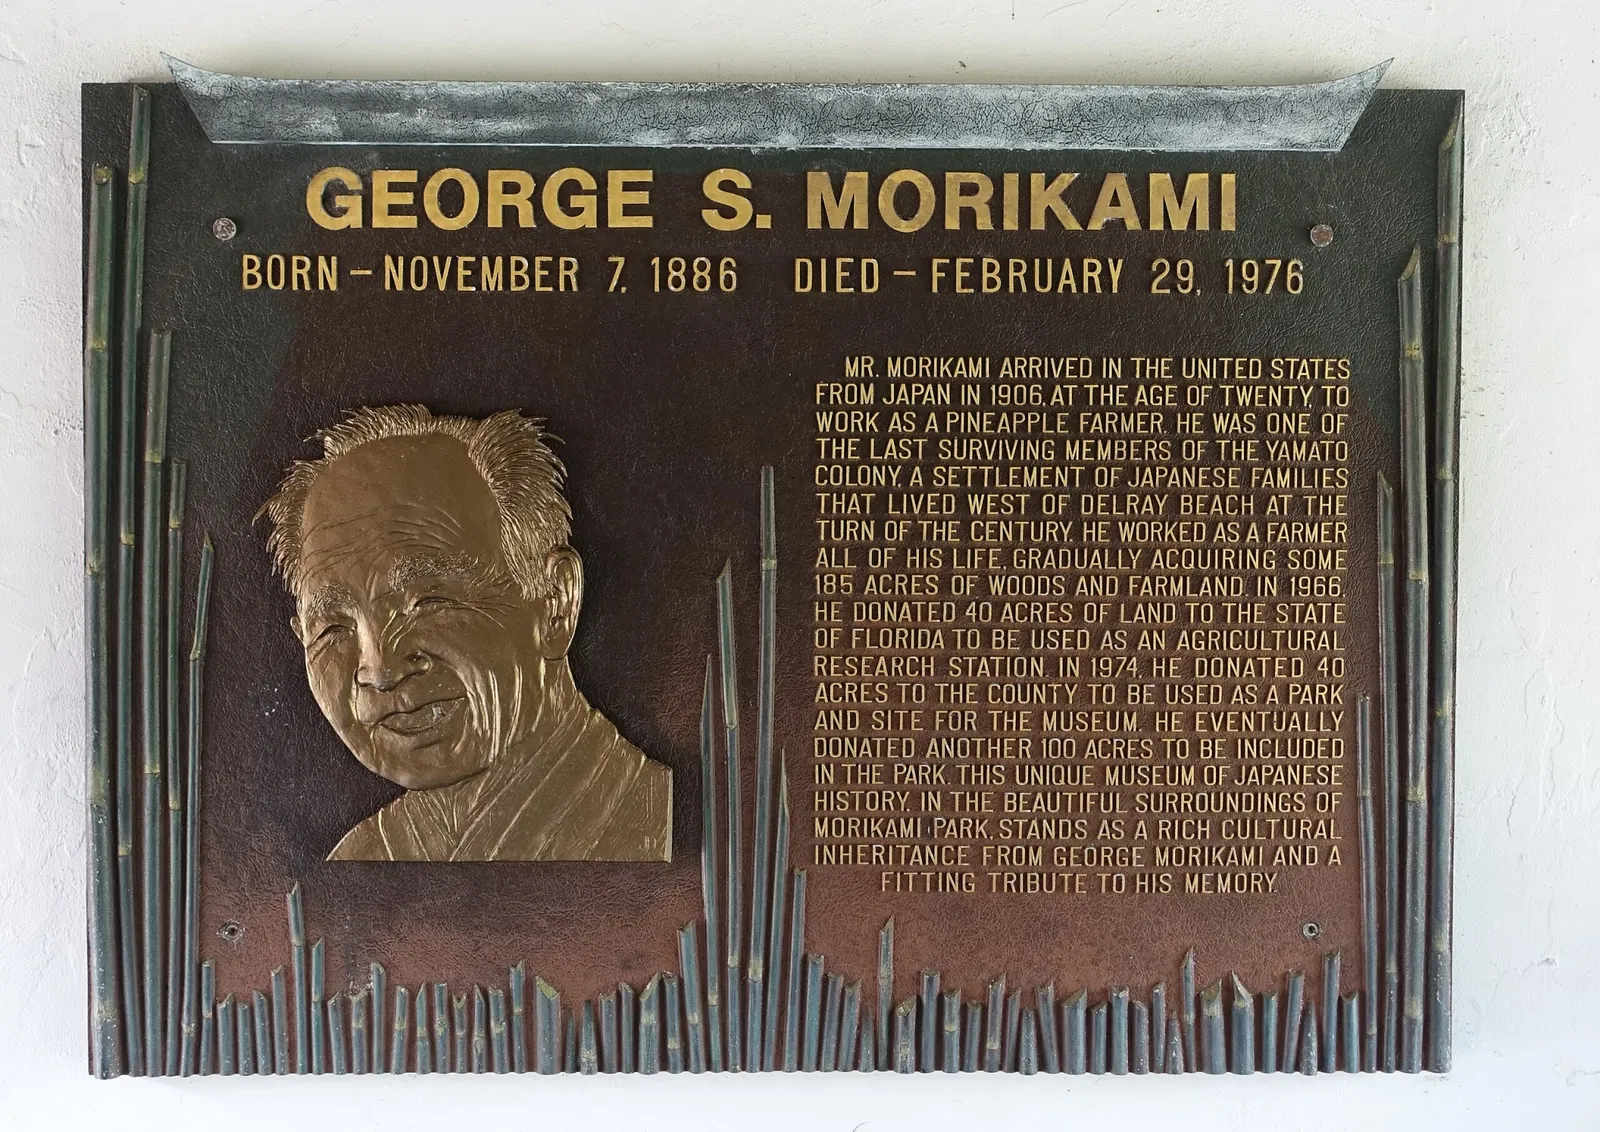 GEORGE S. MORIKAMI
BORN – NOVEMBER 7, 1886 DIED – FEBRUARY 29, 1976
MR. MORIKAMI ARRIVED IN THE UNITED STATES
FROM JAPAN IN 1906, AT THE AGE OF TWENTY, TO
WORK AS A PINEAPPLE FARMER. HE WAS ONE OF
THE LAST SURVIVING MEMBERS OF THE YAMATO
COLONY, A SETTLEMENT OF JAPANESE FAMILIES
THAT LIVED WEST OF DELRAY BEACH AT THE
TURN OF THE CENTURY. HE WORKED AS A FARMER
ALL OF HIS LIFE, GRADUALLY ACQUIRING SOME
185 ACRES OF WOODS AND FARMLAND. IN 1966,
HE DONATED 40 ACRES OF LAND TO THE STATE
OF FLORIDA TO BE USED AS AN AGRICULTURAL
RESEARCH STATION. IN 1974, HE DONATED 40
ACRES TO THE COUNTY TO BE USED AS A PARK
AND SITE FOR THE MUSEUM. HE EVENTUALLY
DONATED ANOTHER 100 ACRES TO BE INCLUDED
IN THE PARK. THIS UNIQUE MUSEUM OF JAPANESE
HISTORY, IN THE BEAUTIFUL SURROUNDINGS OF
MORIKAMI PARK, STANDS AS A RICH CULTURAL
INHERITANCE FROM GEORGE MORIKAMI AND A
FITTING TRIBUTE TO HIS MEMORY.